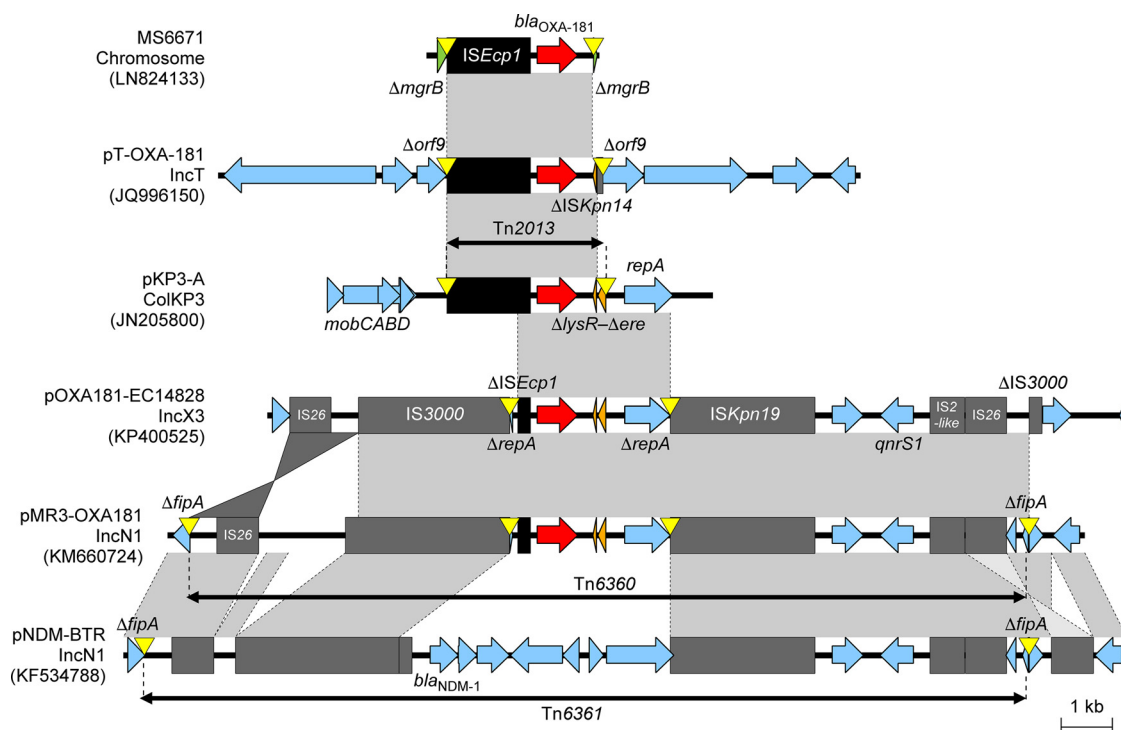 blaOXA-181
MS6671
Chromosome
(LN824133)
ISEcp1
ΔmgrB
ΔmgrB
Δorf9
Δorf9
pT-OXA-181
IncT
(JQ996150)
ΔISKpn14
Tn2013
repA
pKP3-A
ColKP3
(JN205800)
mobCABD
ΔlysR–Δere
pOXA181-EC14828
IncX3
(KP400525)
ΔISEcp1
ΔIS3000
IS26
IS3000
ISKpn19
IS2
-like
IS26
ΔrepA
ΔrepA
qnrS1
ΔfipA
ΔfipA
pMR3-OXA181
IncN1
(KM660724)
IS26
Tn6360
ΔfipA
ΔfipA
pNDM-BTR
IncN1
(KF534788)
blaNDM-1
Tn6361
1 kb